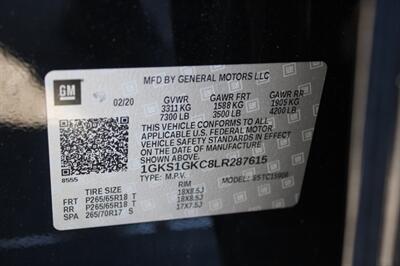 GM
MFD BY GENERAL MOTORS LLC
02/20 GVWR GAWR FRT GAWR RR
3311 KG 1588 KG 1905 KG
7300 LB 3500 LB 4200 LB
THIS VEHICLE CONFORMS TO ALL
APPLICABLE U.S. FEDERAL MOTOR
VEHICLE SAFETY STANDARDS IN EFFECT
ON THE DATE OF MANUFACTURE SHOWN ABOVE.
1GKS1GKC8LR287615
8555 TYPE: M.P.V.
TIRE SIZE RIM
FRT P265/65R18 T 18X8.5J
RR P265/65R18 T 18X8.5J
SPA 265/70R17 S 17X7.5J